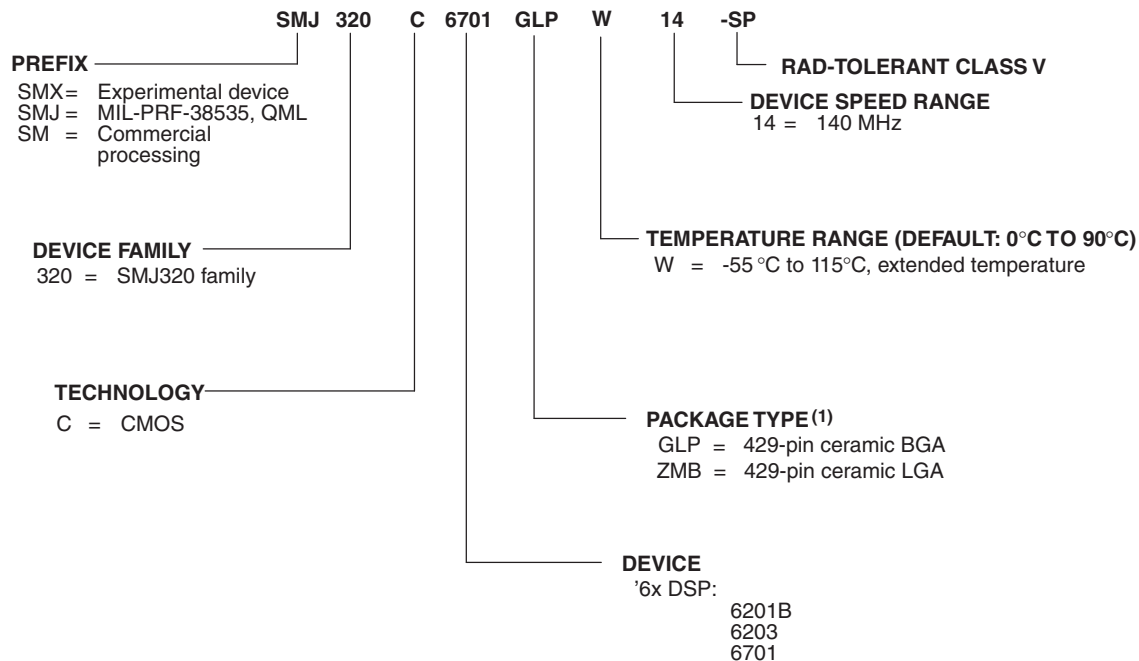 SMJ 320 C 6701 GLP W 14 -SP
PREFIX
SMX = Experimental device
SMJ = MIL-PRF-38535, QML
SM = Commercial
processing
RAD-TOLERANT CLASS V
DEVICE SPEED RANGE
14 = 140 MHz
DEVICE FAMILY
320 = SMJ320 family
TEMPERATURE RANGE (DEFAULT: 0°C TO 90°C)
W = -55 °C to 115°C, extended temperature
TECHNOLOGY
C = CMOS
PACKAGE TYPE (1)
GLP = 429-pin ceramic BGA
ZMB = 429-pin ceramic LGA
DEVICE
’6x DSP:
6201B
6203
6701